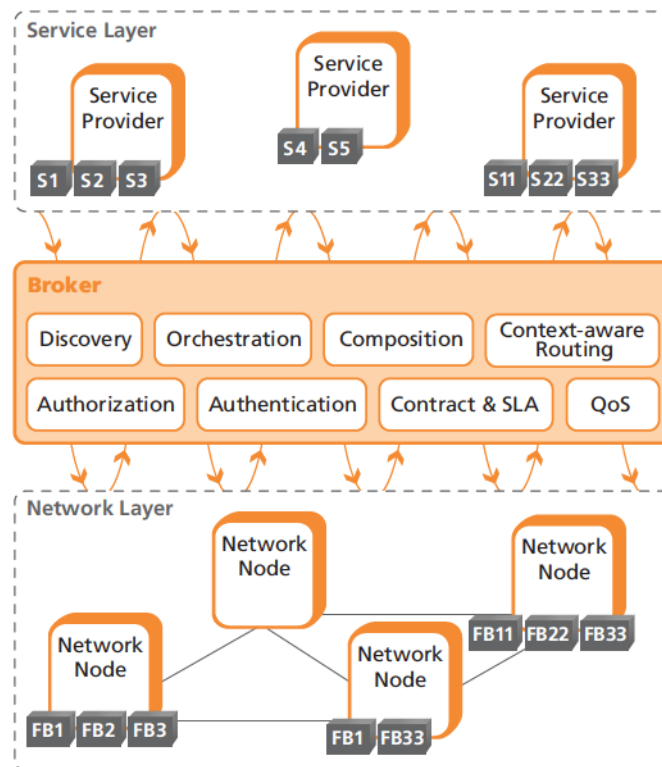 Service Layer
Service
Provider
S1 S2 S3
Service
Provider
S4 S5
Service
Provider
S11 S22 S33
Broker
Discovery
Orchestration
Composition
Context-aware
Routing
Authorization
Authentication
Contract & SLA
QoS
Network Layer
Network
Node
Network
Node
FB11 FB22 FB33
Network
Node
FB1 FB2 FB3
Network
Node
FB1 FB33